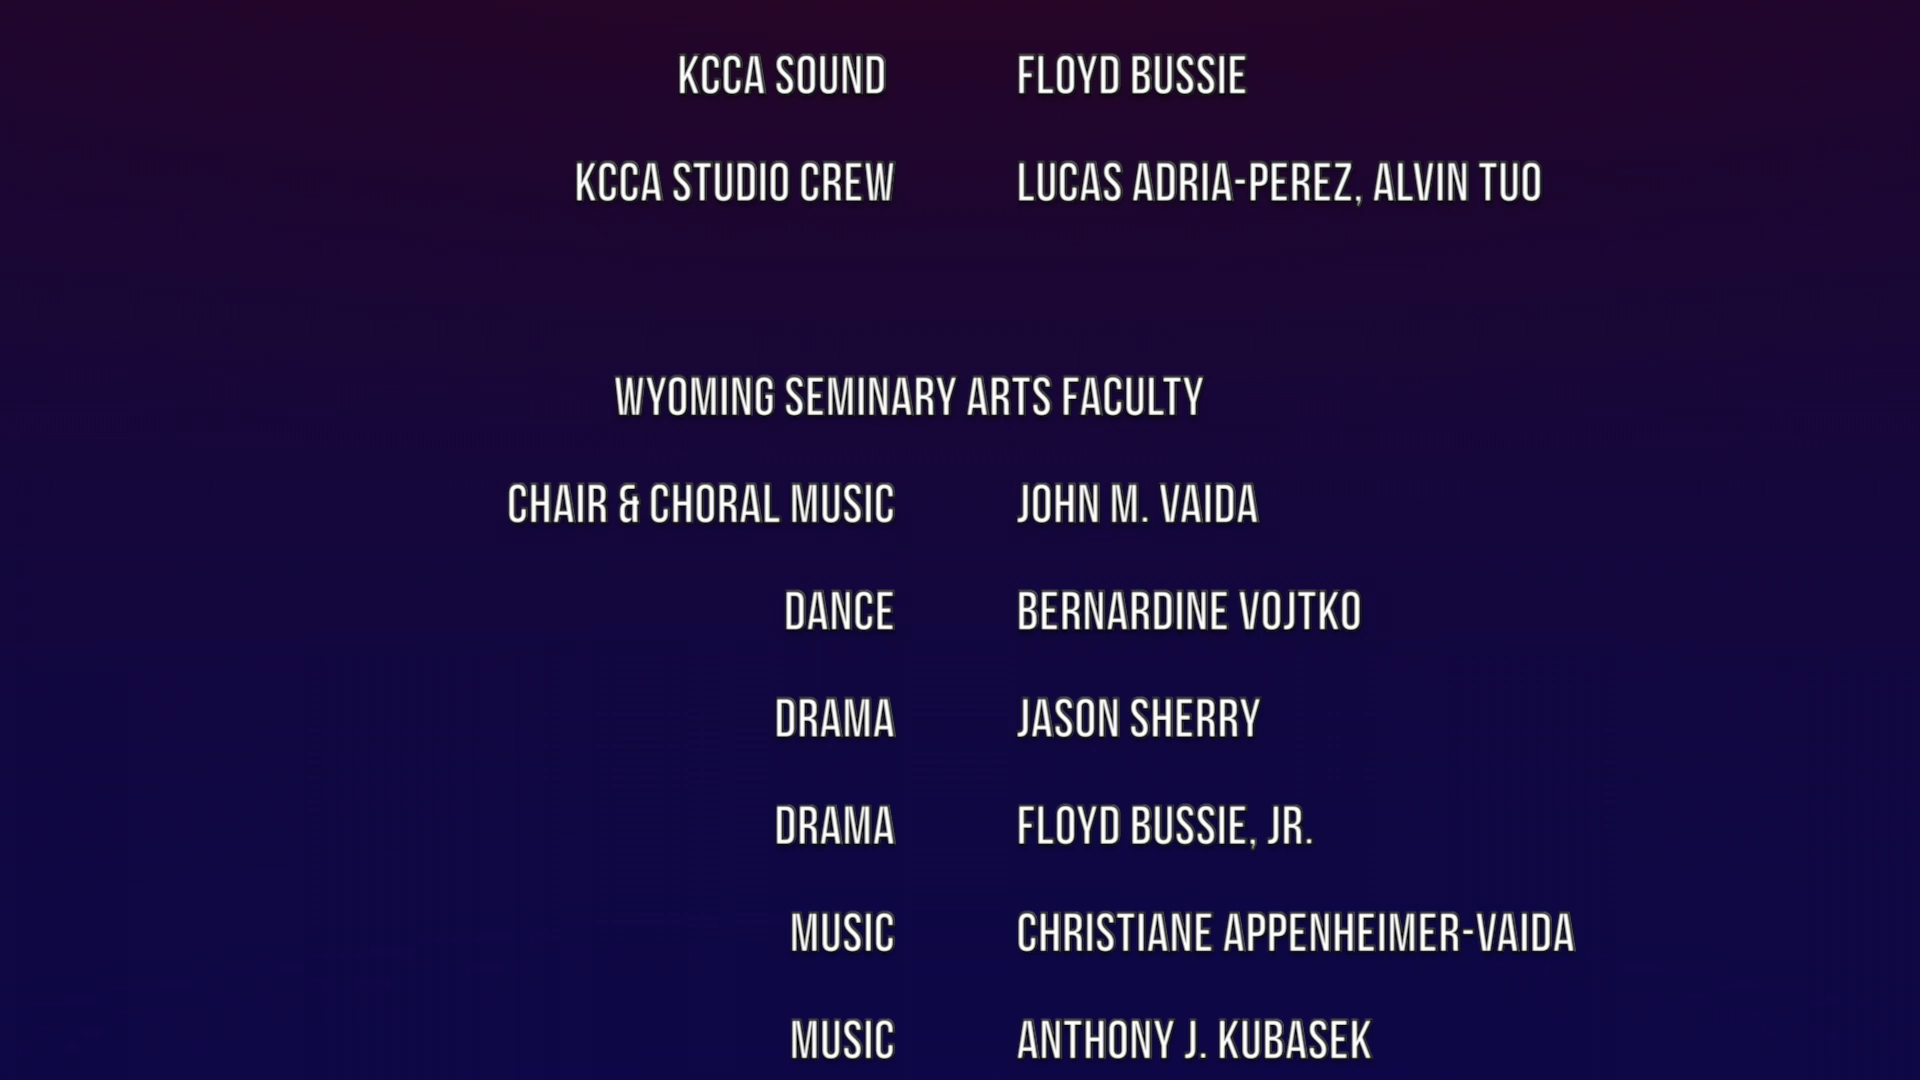 KCCA SOUND FLOYD BUSSIE
KCCA STUDIO CREW LUCAS ADRIA-PEREZ, ALVIN TUO
WYOMING SEMINARY ARTS FACULTY
CHAIR & CHORAL MUSIC JOHN M. VAIDA
DANCE BERNARDINE VOJTKO
DRAMA JASON SHERRY
DRAMA FLOYD BUSSIE, JR.
MUSIC CHRISTIANE APPENHEIMER-VAIDA
MUSIC ANTHONY J. KUBASEK